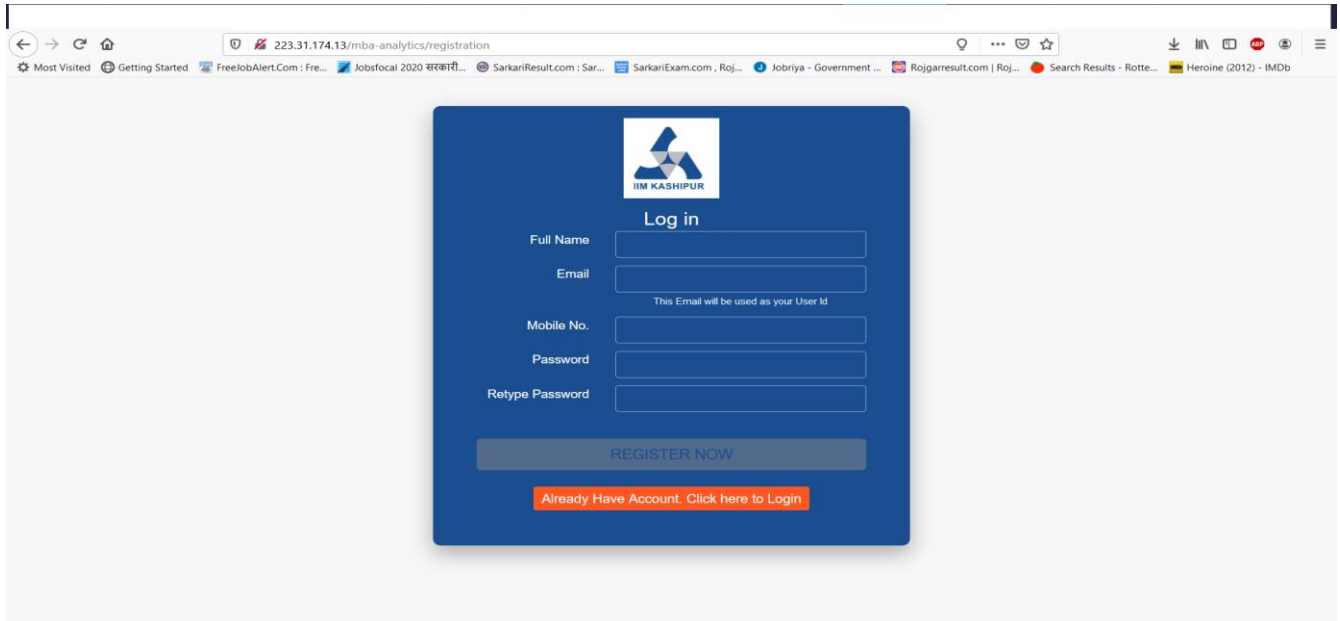 223.31.174.13/mba-analytics/registration
Most Visited Getting Started FreeJobAlert.Com : Fre... Jobsfocal 2020 सरकारी... SarkariResult.com : Sar... SarkariExam.com , Roj... Jobriya - Government ... Rojgarresult.com | Roj... Search Results - Rotte... Heroine (2012) - IMDb
IIM KASHIPUR
Log in
Full Name
Email
This Email will be used as your User Id
Mobile No.
Password
Retype Password
REGISTER NOW
Already Have Account. Click here to Login